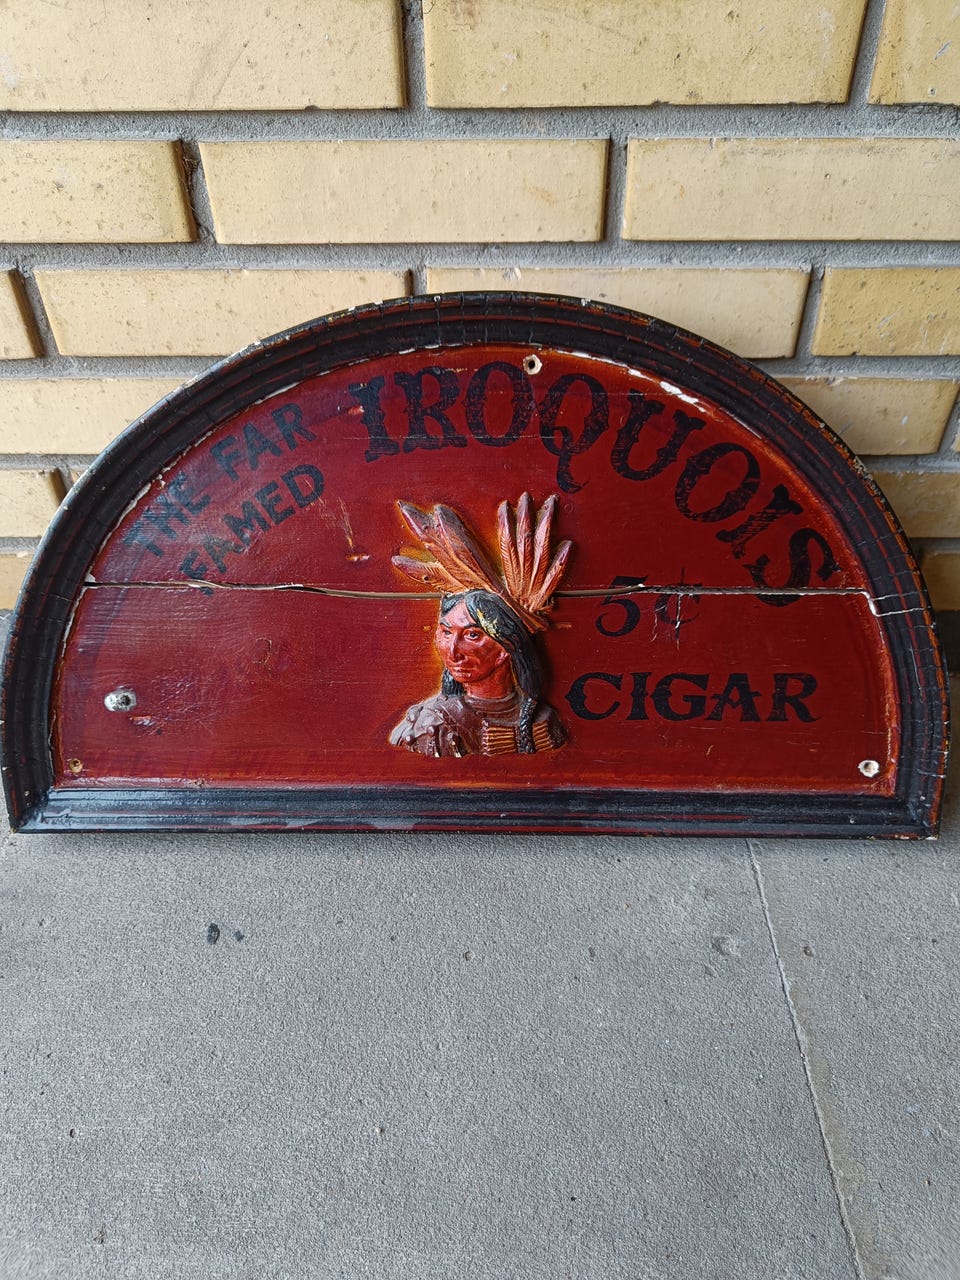 THE FAR
FAMED
IROQUOIS
5¢
CIGAR